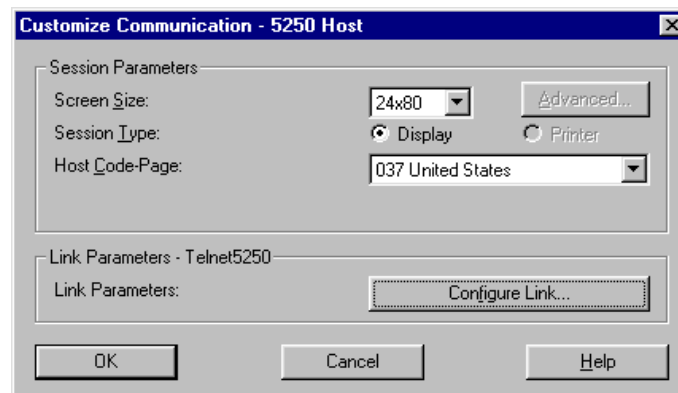 Customize Communication - 5250 Host
Session Parameters
Screen Size: 24x80 Advanced...
Session Type: Display Printer
Host Code-Page: 037 United States
Link Parameters - Telnet5250
Link Parameters: Configure Link...
OK Cancel Help